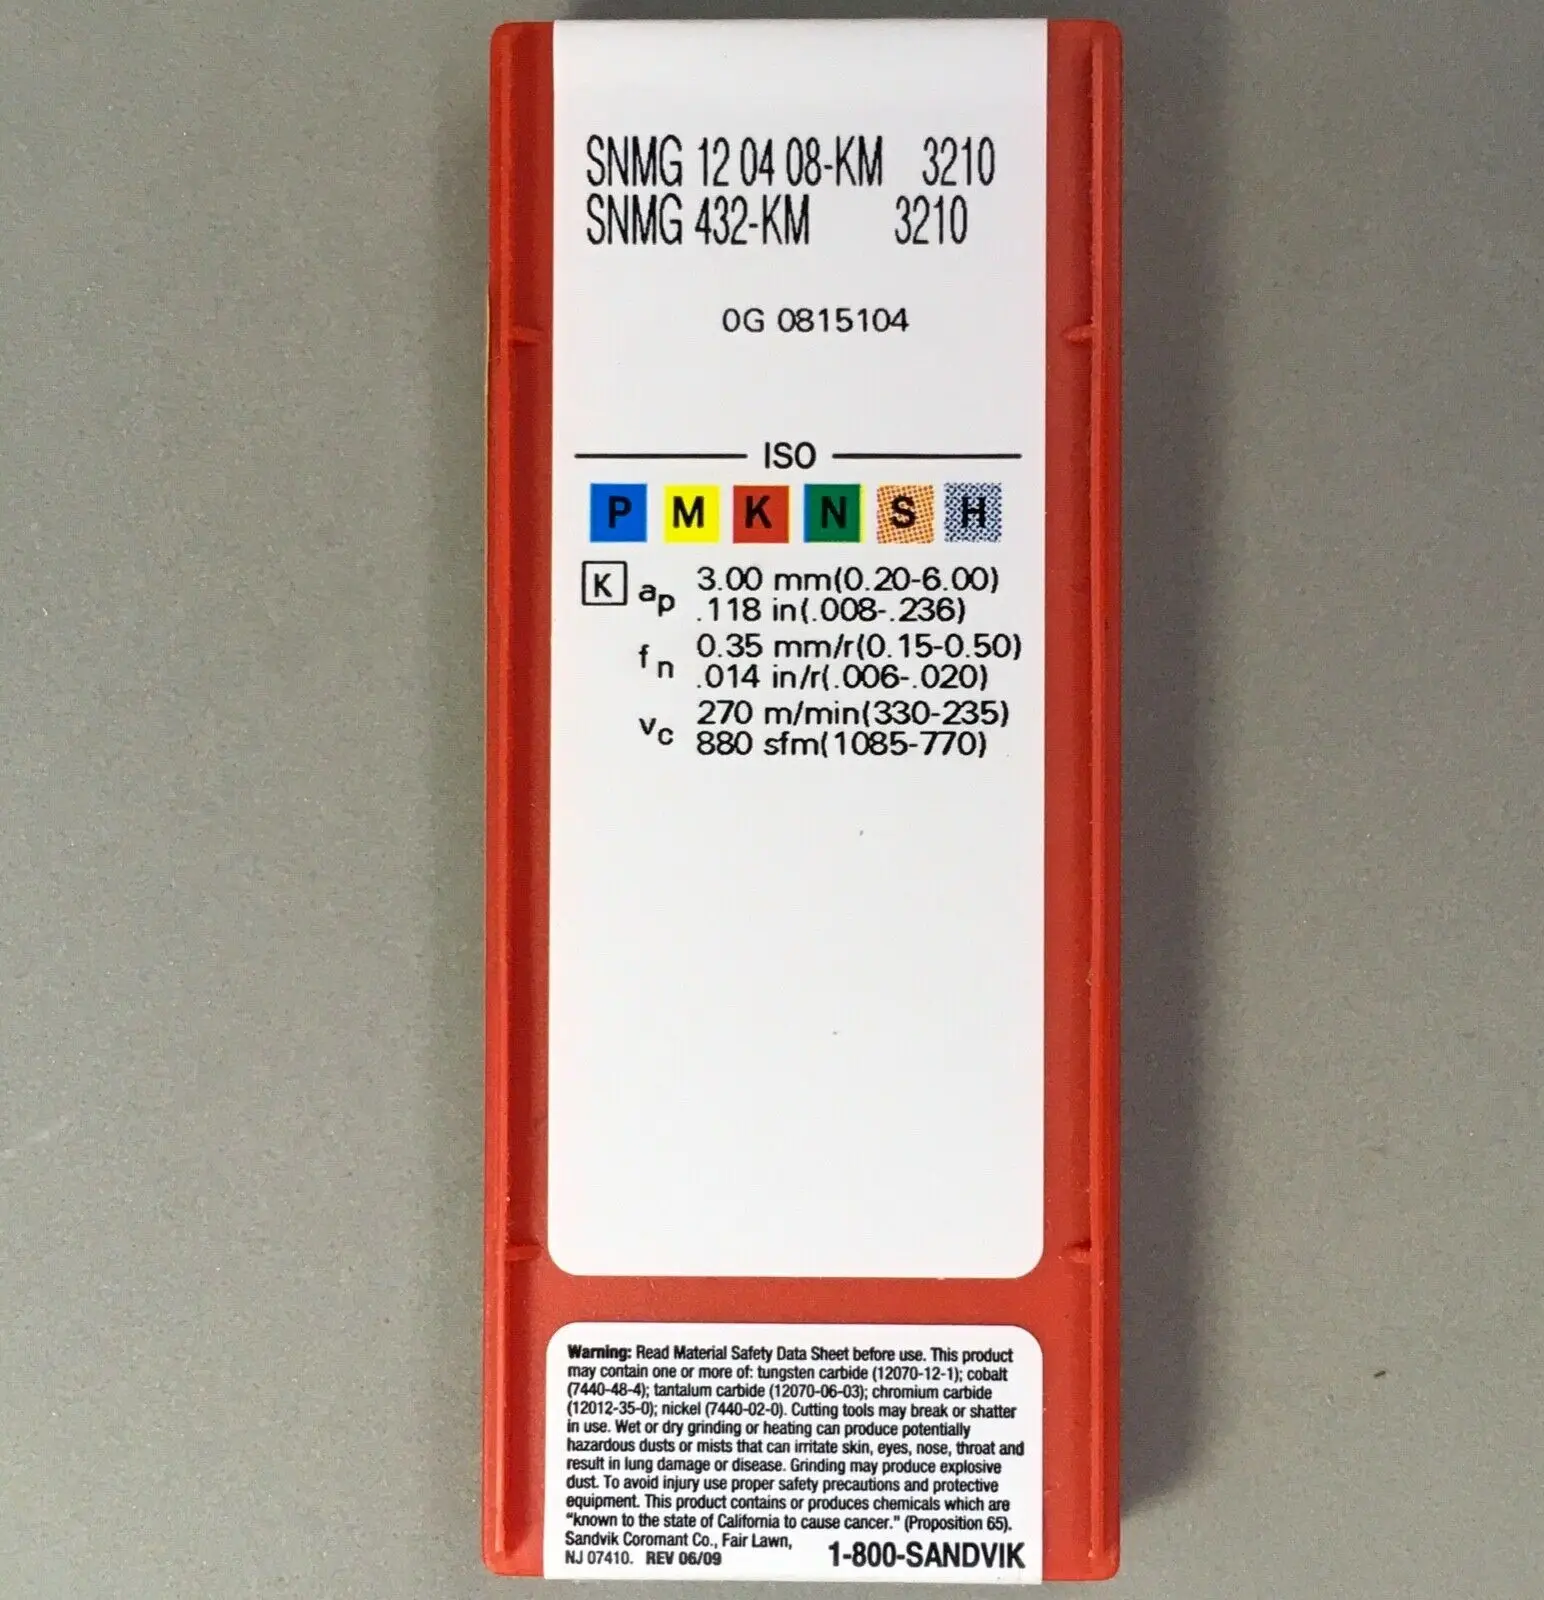 SNMG 12 04 08-KM 3210
SNMG 432-KM 3210
0G 0815104
ISO
P M K N S H
K ap 3.00 mm(0.20-6.00)
.118 in(.008-.236)
fn 0.35 mm/r(0.15-0.50)
.014 in/r(.006-.020)
vc 270 m/min(330-235)
880 sfm(1085-770)
Warning: Read Material Safety Data Sheet before use. This product
may contain one or more of: tungsten carbide (12070-12-1); cobalt
(7440-48-4); tantalum carbide (12070-06-03); chromium carbide
(12012-35-0); nickel (7440-02-0). Cutting tools may break or shatter
in use. Wet or dry grinding or heating can produce potentially
hazardous dusts or mists that can irritate skin, eyes, nose, throat and
result in lung damage or disease. Grinding may produce explosive
dust. To avoid injury use proper safety precautions and protective
equipment. This product contains or produces chemicals which are
"known to the state of California to cause cancer." (Proposition 65).
Sandvik Coromant Co., Fair Lawn,
NJ 07410. REV 06/09 1-800-SANDVIK